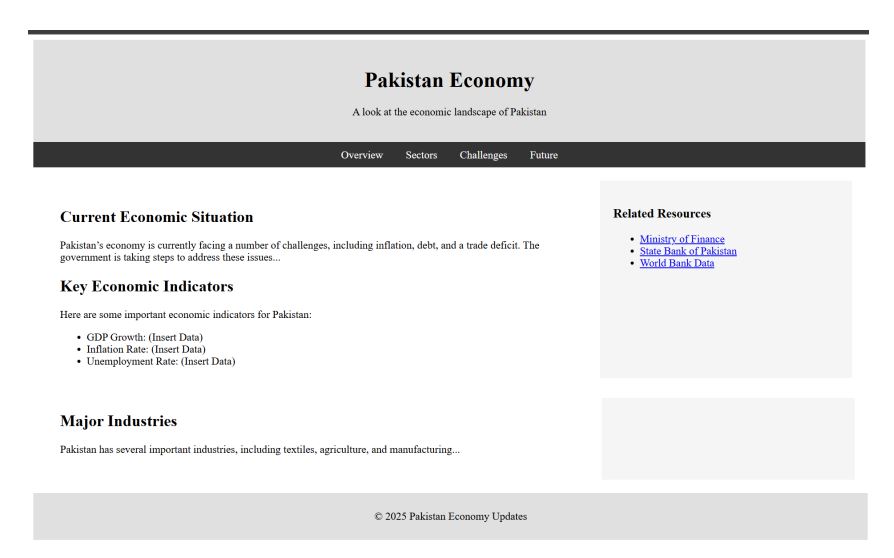 Pakistan Economy
A look at the economic landscape of Pakistan
Overview Sectors Challenges Future
Current Economic Situation
Pakistan’s economy is currently facing a number of challenges, including inflation, debt, and a trade deficit. The
government is taking steps to address these issues...
Key Economic Indicators
Here are some important economic indicators for Pakistan:
• GDP Growth: (Insert Data)
• Inflation Rate: (Insert Data)
• Unemployment Rate: (Insert Data)
Related Resources
• Ministry of Finance
• State Bank of Pakistan
• World Bank Data
Major Industries
Pakistan has several important industries, including textiles, agriculture, and manufacturing...
© 2025 Pakistan Economy Updates